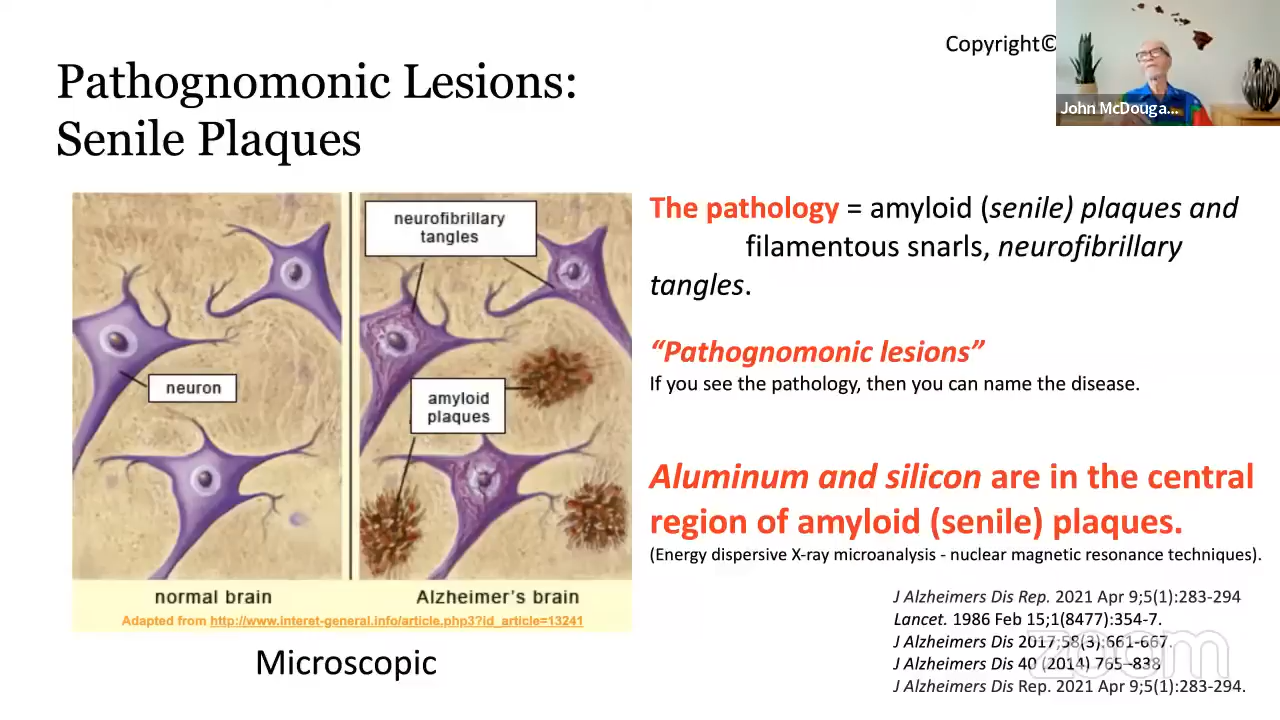 Copyright©
John McDouga...
Pathognomonic Lesions:
Senile Plaques
neurofibrillary
tangles
neuron
amyloid
plaques
normal brain
Alzheimer's brain
Adapted from http://www.interet-general.info/article.php3?id_article=13241
Microscopic
The pathology = amyloid (senile) plaques and
filamentous snarls, neurofibrillary
tangles.
“Pathognomonic lesions”
If you see the pathology, then you can name the disease.
Aluminum and silicon are in the central
region of amyloid (senile) plaques.
(Energy dispersive X-ray microanalysis - nuclear magnetic resonance techniques).
J Alzheimers Dis Rep. 2021 Apr 9;5(1):283-294
Lancet. 1986 Feb 15;1(8477):354-7.
J Alzheimers Dis 2017;58(3):661-667.
J Alzheimers Dis 40 (2014) 765–838
J Alzheimers Dis Rep. 2021 Apr 9;5(1):283-294.
zoom